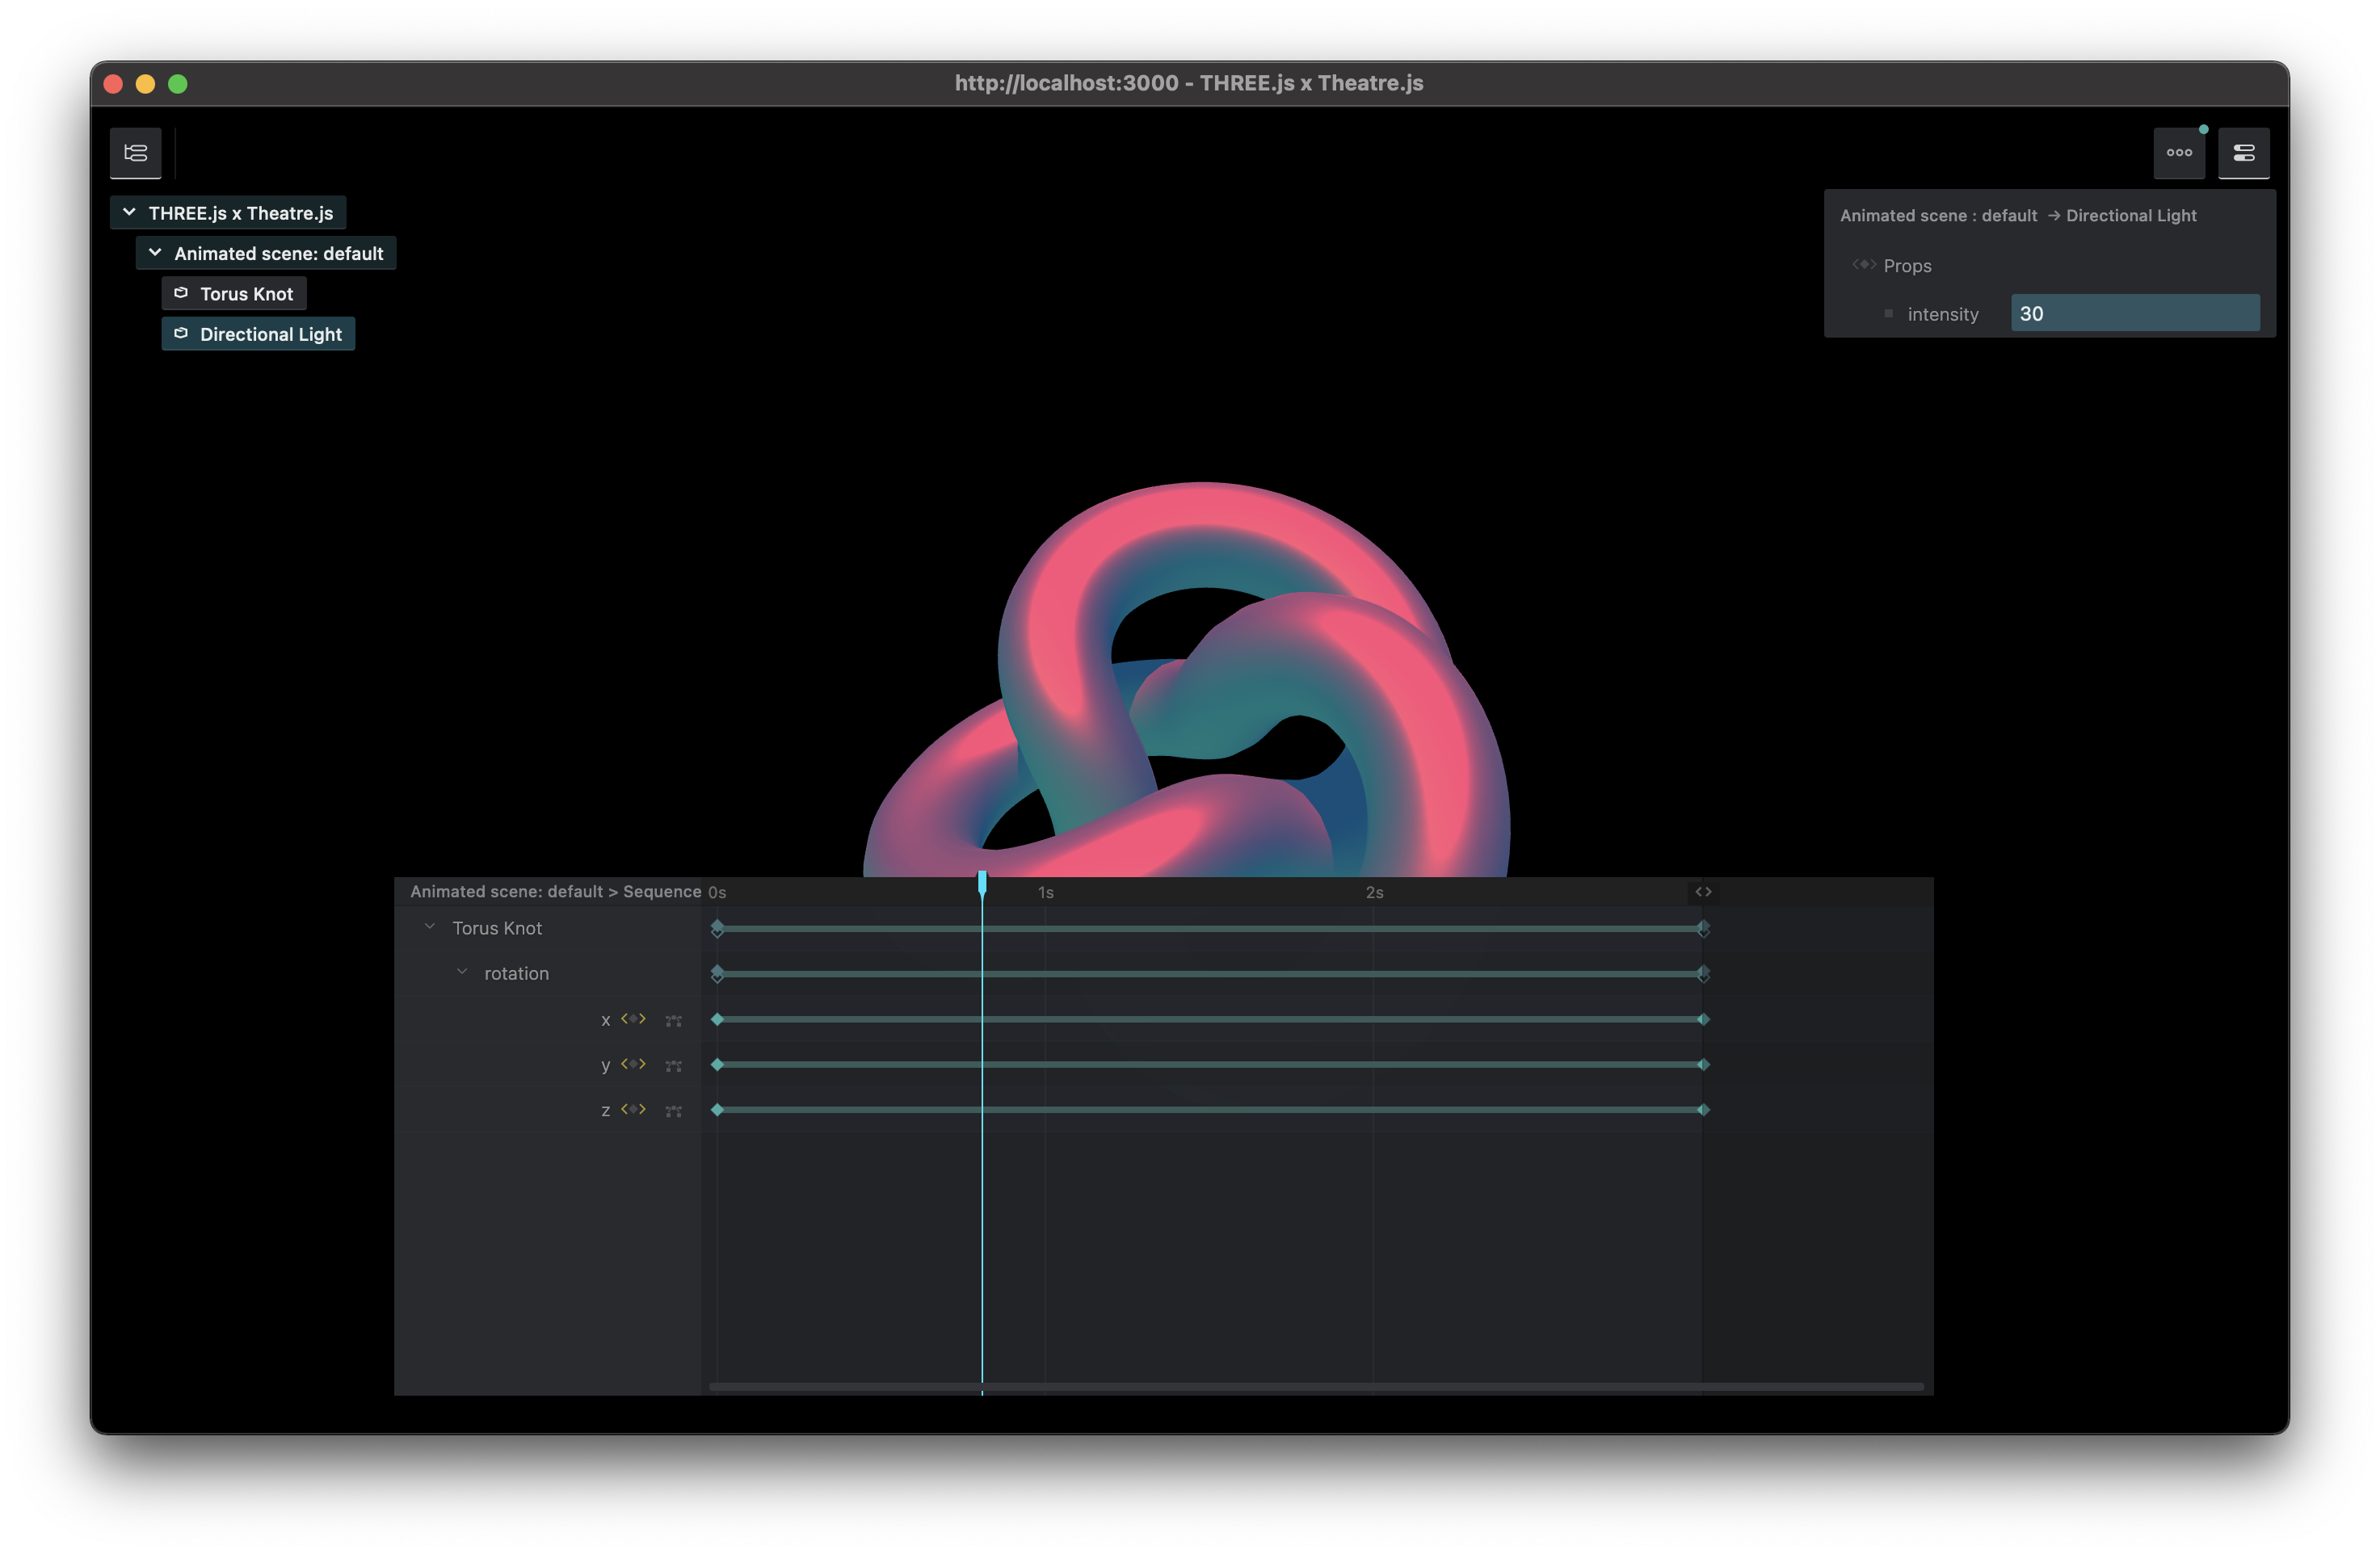 http://localhost:3000 - THREE.js x Theatre.js
THREE.js x Theatre.js
Animated scene: default
Torus Knot
Directional Light
Animated scene : default → Directional Light
Props
intensity 30
Animated scene: default > Sequence 0s 1s 2s
Torus Knot
rotation
x
y
z